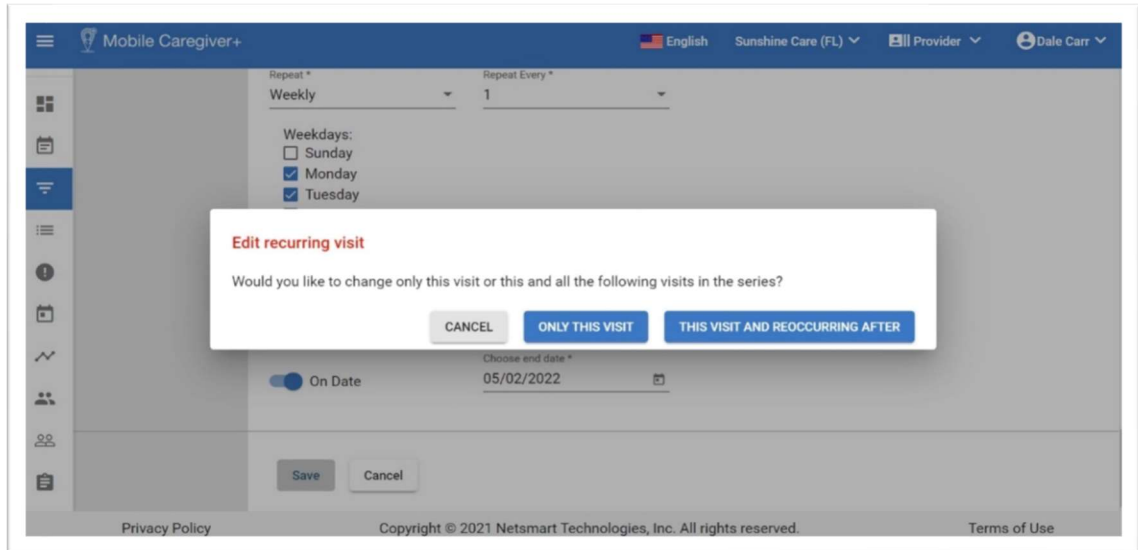 Mobile Caregiver+ English Sunshine Care (FL) Provider Dale Carr
Repeat * Repeat Every *
Weekly 1
Weekdays:
Sunday
Monday
Tuesday
Edit recurring visit
Would you like to change only this visit or this and all the following visits in the series?
CANCEL ONLY THIS VISIT THIS VISIT AND REOCCURRING AFTER
Choose end date *
On Date 05/02/2022
Save Cancel
Privacy Policy Copyright © 2021 Netsmart Technologies, Inc. All rights reserved. Terms of Use